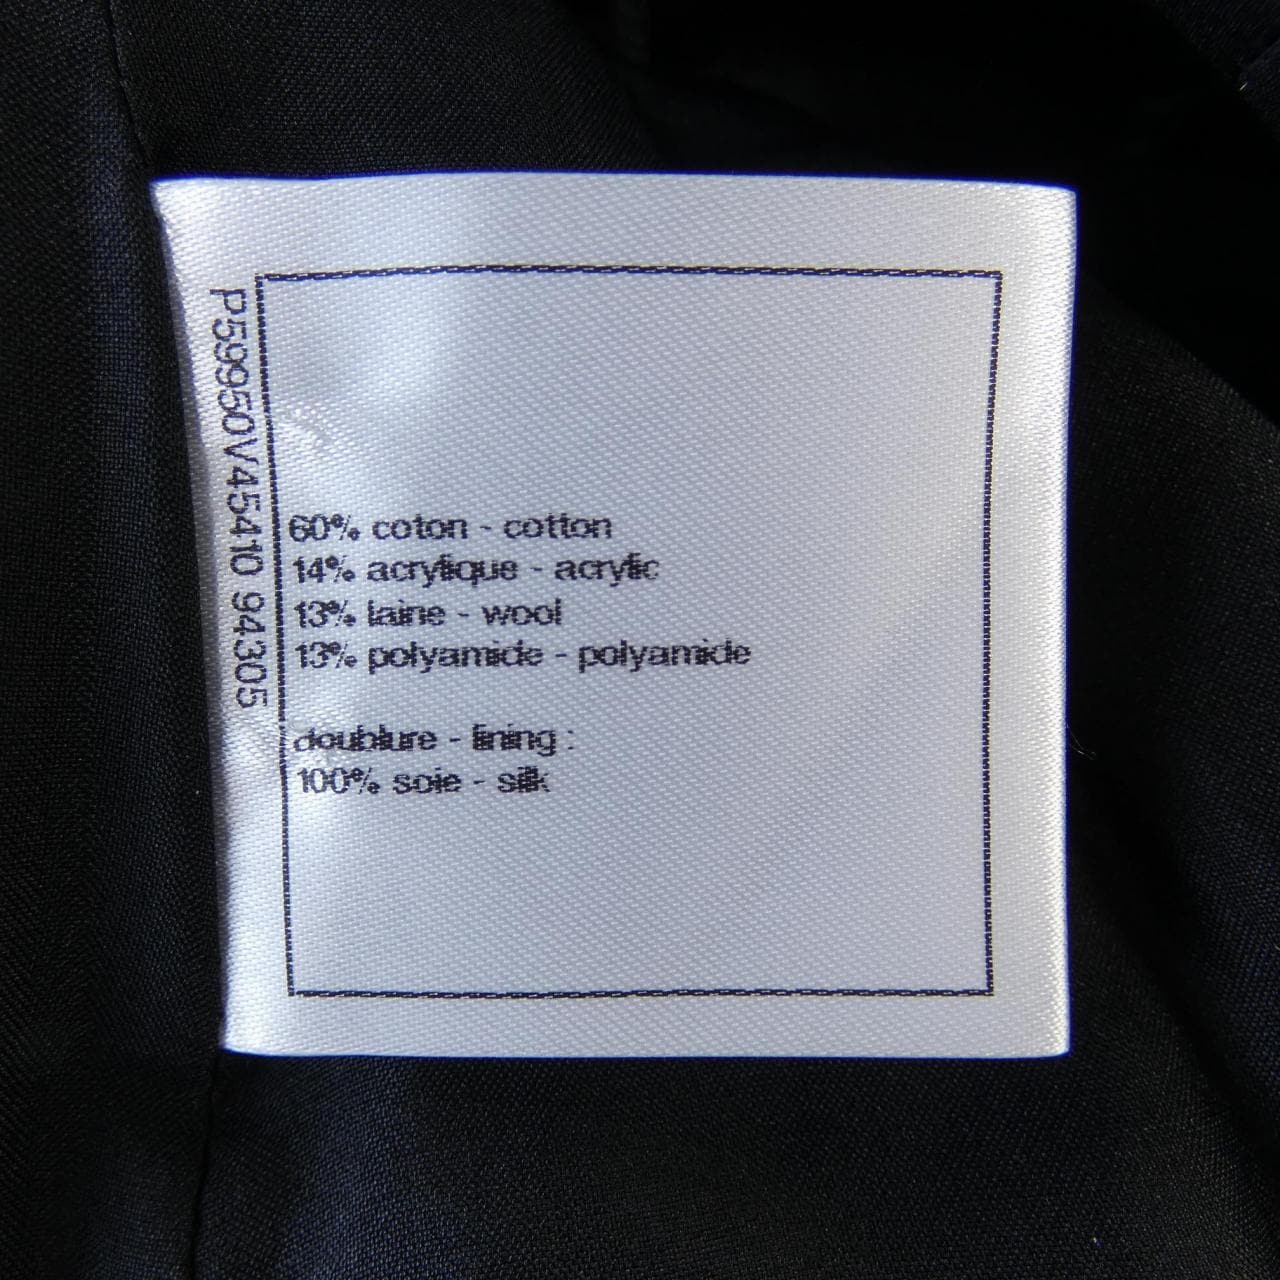 P59950V45410 94305
60% coton - cotton
14% acrylique - acrylic
13% laine - wool
13% polyamide - polyamide
doublure - lining :
100% soie - silk